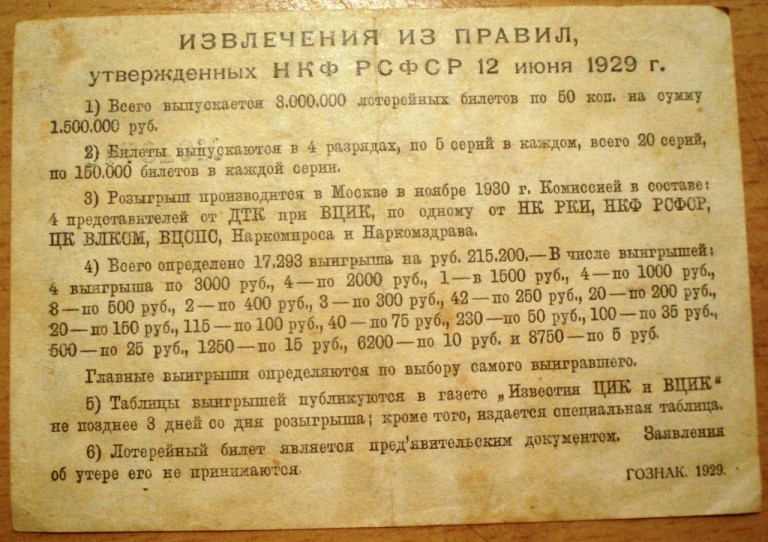 ИЗВЛЕЧЕНИЯ ИЗ ПРАВИЛ,
утвержденных НКФ РСФСР 12 июня 1929 г.
1) Всего выпускается 3.000.000 лотерейных билетов по 50 коп. на сумму
1.500.000 руб.
2) Билеты выпускаются в 4 разрядах, по 5 серий в каждом, всего 20 серий,
по 150.000 билетов в каждой серии.
3) Розыгрыш производится в Москве в ноябре 1930 г. Комиссией в составе:
4 представителей от ДТК при ВЦИК, по одному от НК РКИ, НКФ РСФСР,
ЦК ВЛКСМ, ВЦСПС, Наркомпроса и Наркомздрава.
4) Всего определено 17.293 выигрыша на руб. 215.200.—В числе выигрышей:
4 выигрыша по 3000 руб., 4—по 2000 руб., 1—в 1500 руб., 4—по 1000 руб.,
8—по 500 руб., 2—по 400 руб., 3—по 300 руб., 42—по 250 руб., 20—по 200 руб.,
20—по 150 руб., 115—по 100 руб., 40—по 75 руб., 230—по 50 руб., 100—по 35 руб.,
500—по 25 руб., 1250—по 15 руб., 6200—по 10 руб. и 8750—по 5 руб.
Главные выигрыши определяются по выбору самого выигравшего.
5) Таблицы выигрышей публикуются в газете „Известия ЦИК и ВЦИК“
не позднее 3 дней со дня розыгрыша; кроме того, издается специальная таблица.
6) Лотерейный билет является пред'явительским документом. Заявления
об утере его не принимаются.
ГОЗНАК. 1929.